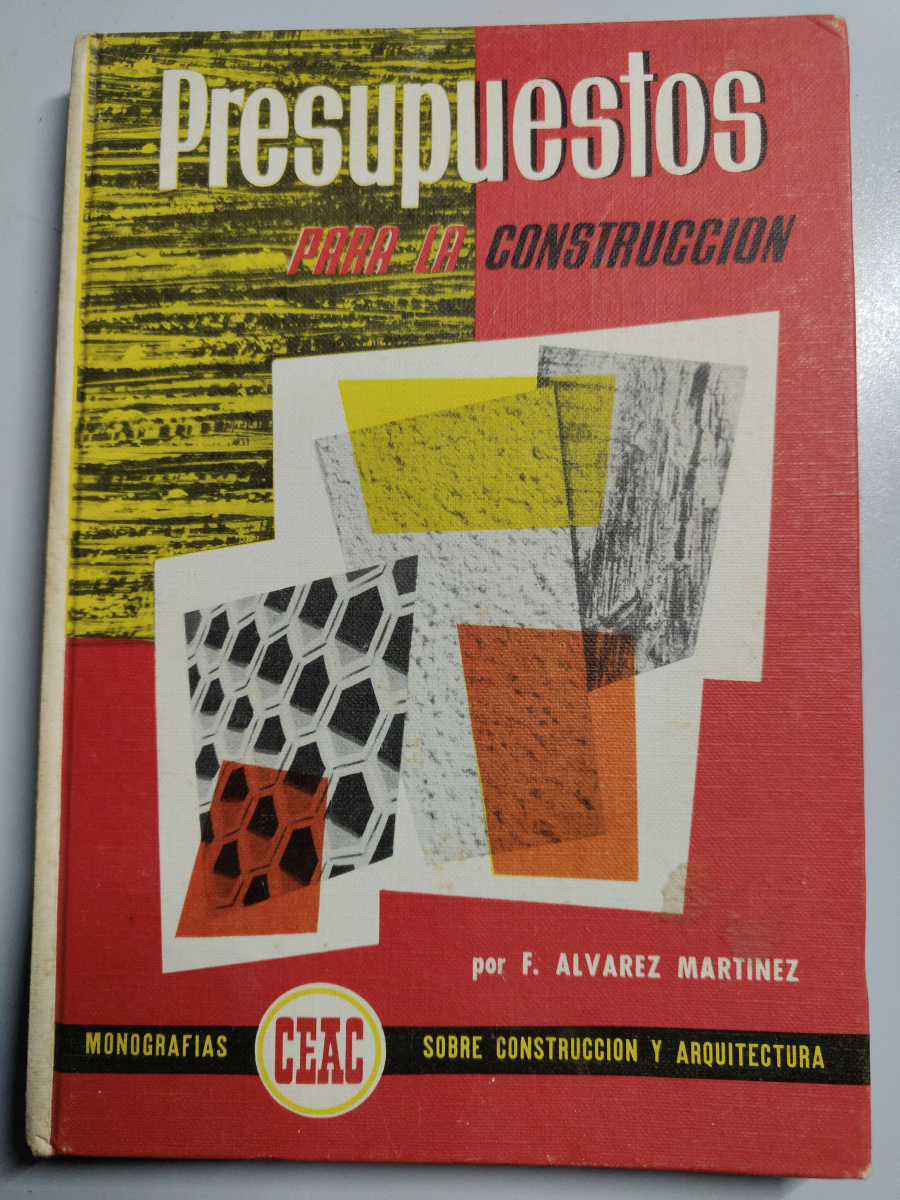 Presupuestos
PARA LA CONSTRUCCION
por F. ALVAREZ MARTINEZ
MONOGRAFIAS CEAC SOBRE CONSTRUCCION Y ARQUITECTURA